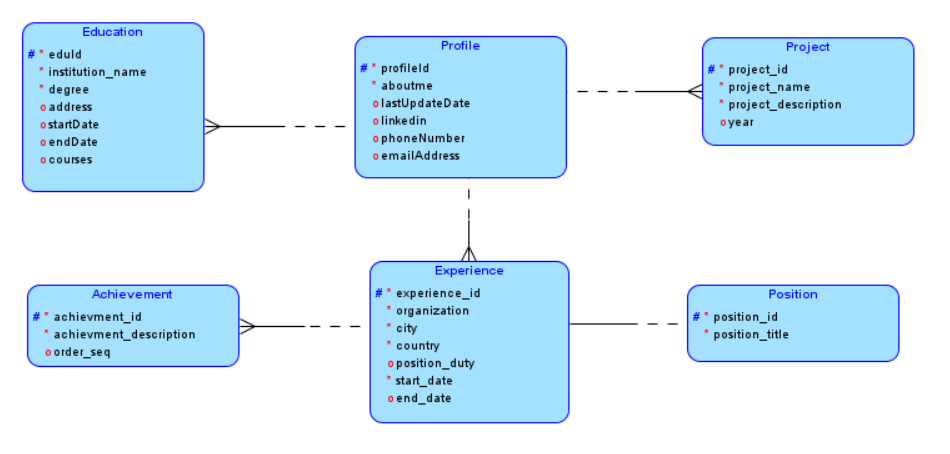 Education
# * eduId
* institution_name
* degree
o address
o startDate
o endDate
o courses
Profile
# * profileId
* aboutme
o lastUpdateDate
o linkedin
o phoneNumber
o emailAddress
Project
# * project_id
* project_name
* project_description
o year
Achievement
# * achievment_id
* achievment_description
o order_seq
Experience
# * experience_id
* organization
* city
* country
o position_duty
* start_date
o end_date
Position
# * position_id
* position_title